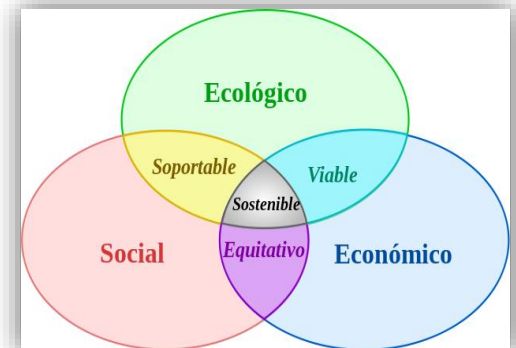 Ecológico
Soportable
Viable
Sostenible
Social
Equitativo
Económico